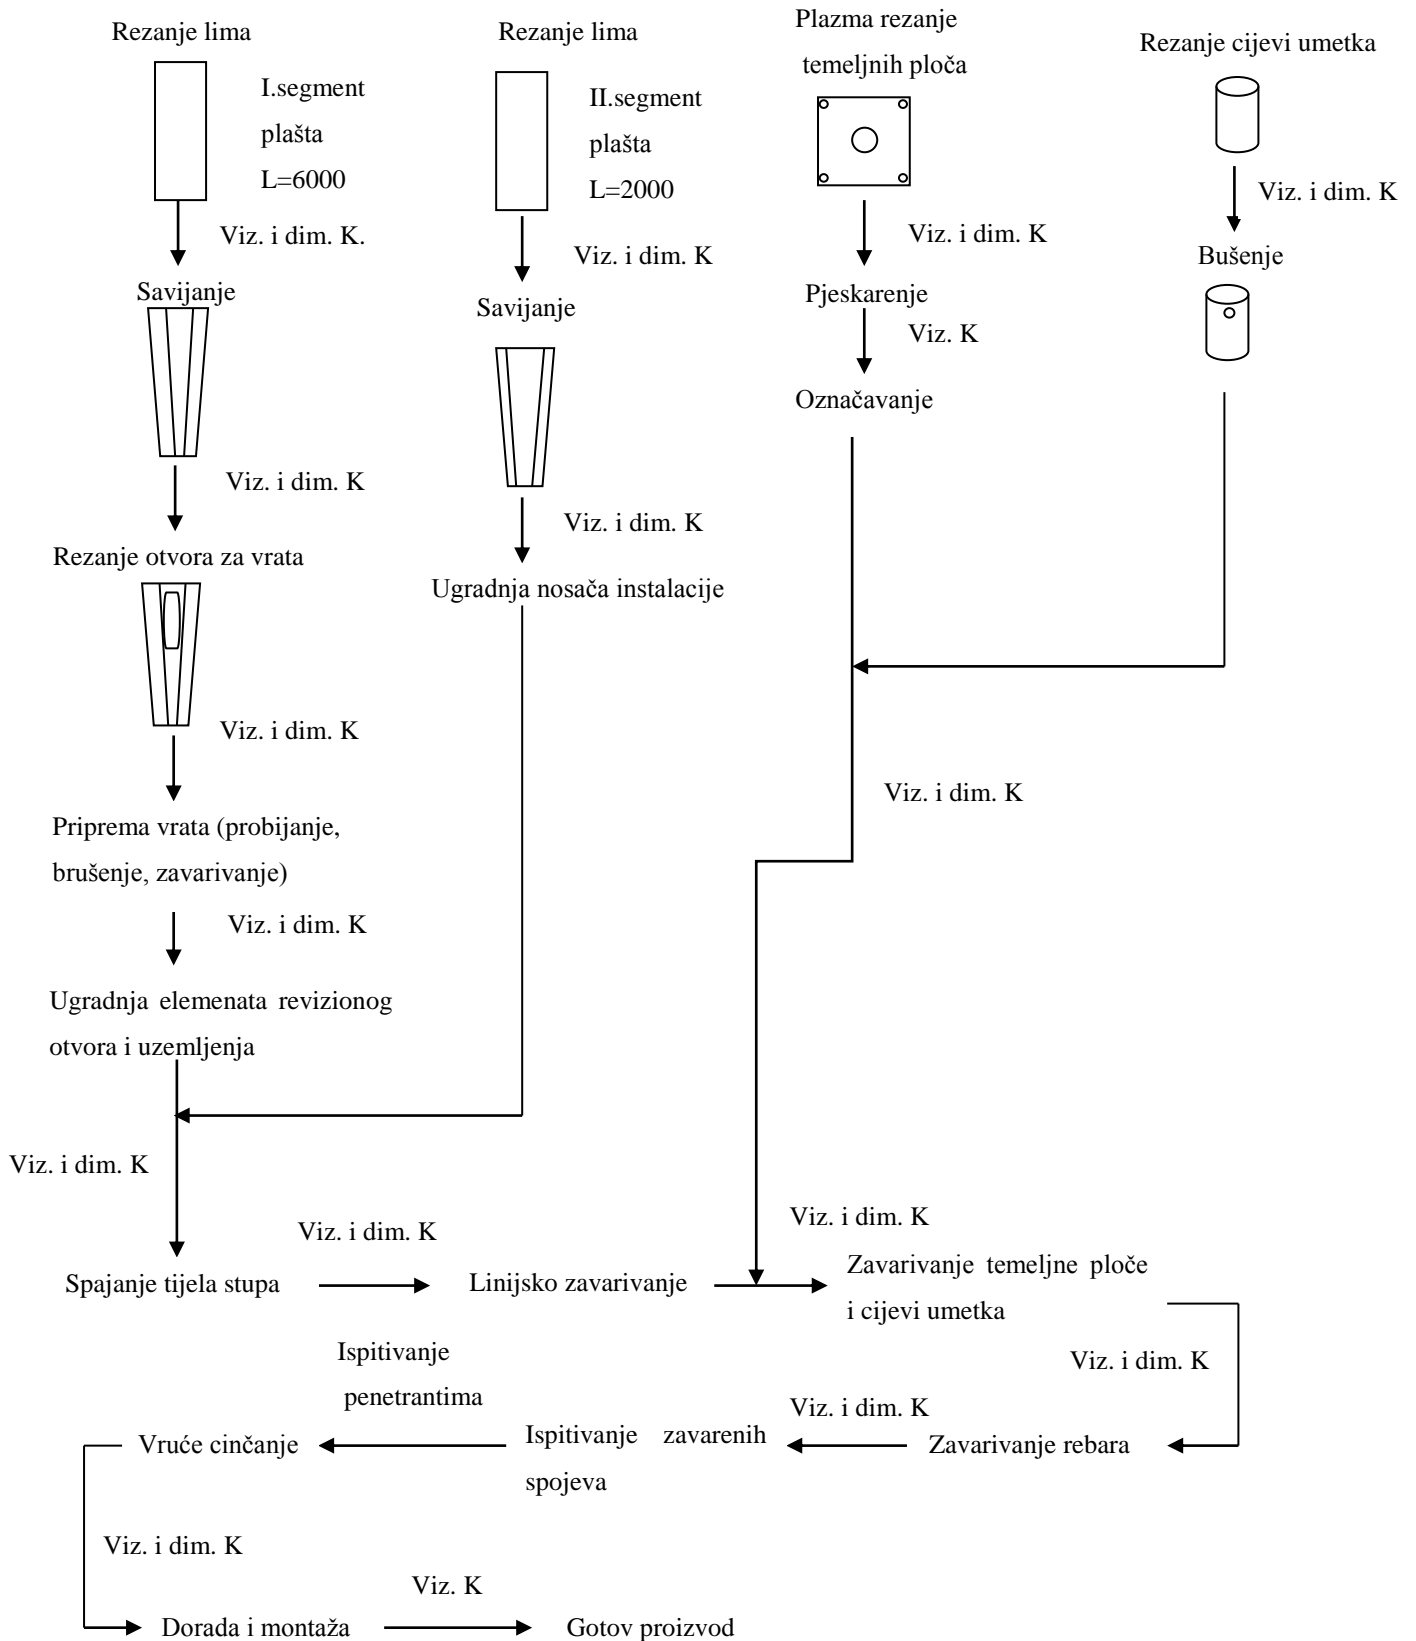 Rezanje lima
I.segment
plašta
L=6000
Viz. i dim. K.
Savijanje
Viz. i dim. K
Rezanje otvora za vrata
Viz. i dim. K
Priprema vrata (probijanje,
brušenje, zavarivanje)
Viz. i dim. K
Ugradnja elemenata revizionog
otvora i uzemljenja
Viz. i dim. K
Rezanje lima
II.segment
plašta
L=2000
Viz. i dim. K
Savijanje
Viz. i dim. K
Ugradnja nosača instalacije
Plazma rezanje
temeljnih ploča
Viz. i dim. K
Pjeskarenje
Viz. K
Označavanje
Rezanje cijevi umetka
Viz. i dim. K
Bušenje
Viz. i dim. K
Spajanje tijela stupa
Viz. i dim. K
Linijsko zavarivanje
Viz. i dim. K
Zavarivanje temeljne ploče
i cijevi umetka
Viz. i dim. K
Zavarivanje rebara
Viz. i dim. K
Ispitivanje zavarenih
spojeva
Ispitivanje
penetrantima
Vruće cinčanje
Viz. i dim. K
Dorada i montaža
Viz. K
Gotov proizvod